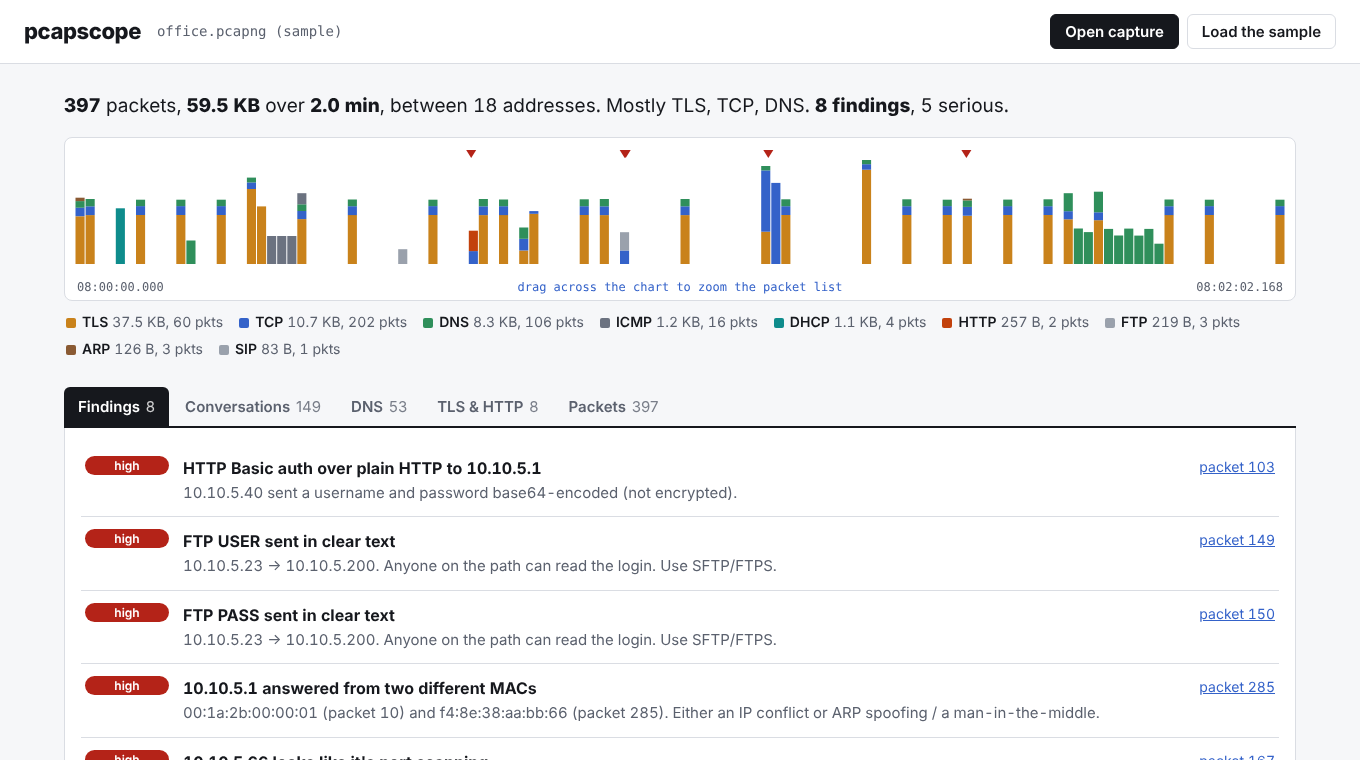 pcapscope office.pcapng (sample) Open capture Load the sample
397 packets, 59.5 KB over 2.0 min, between 18 addresses. Mostly TLS, TCP, DNS. 8 findings, 5 serious.
08:00:00.000 drag across the chart to zoom the packet list 08:02:02.168
TLS 37.5 KB, 60 pkts TCP 10.7 KB, 202 pkts DNS 8.3 KB, 106 pkts ICMP 1.2 KB, 16 pkts DHCP 1.1 KB, 4 pkts HTTP 257 B, 2 pkts FTP 219 B, 3 pkts
ARP 126 B, 3 pkts SIP 83 B, 1 pkts
Findings 8 Conversations 149 DNS 53 TLS & HTTP 8 Packets 397
high HTTP Basic auth over plain HTTP to 10.10.5.1 packet 103
10.10.5.40 sent a username and password base64-encoded (not encrypted).
high FTP USER sent in clear text packet 149
10.10.5.23 → 10.10.5.200. Anyone on the path can read the login. Use SFTP/FTPS.
high FTP PASS sent in clear text packet 150
10.10.5.23 → 10.10.5.200. Anyone on the path can read the login. Use SFTP/FTPS.
high 10.10.5.1 answered from two different MACs packet 285
00:1a:2b:00:00:01 (packet 10) and f4:8e:38:aa:bb:66 (packet 285). Either an IP conflict or ARP spoofing / a man-in-the-middle.
high 10.10.5.66 looks like it's port scanning packet 167